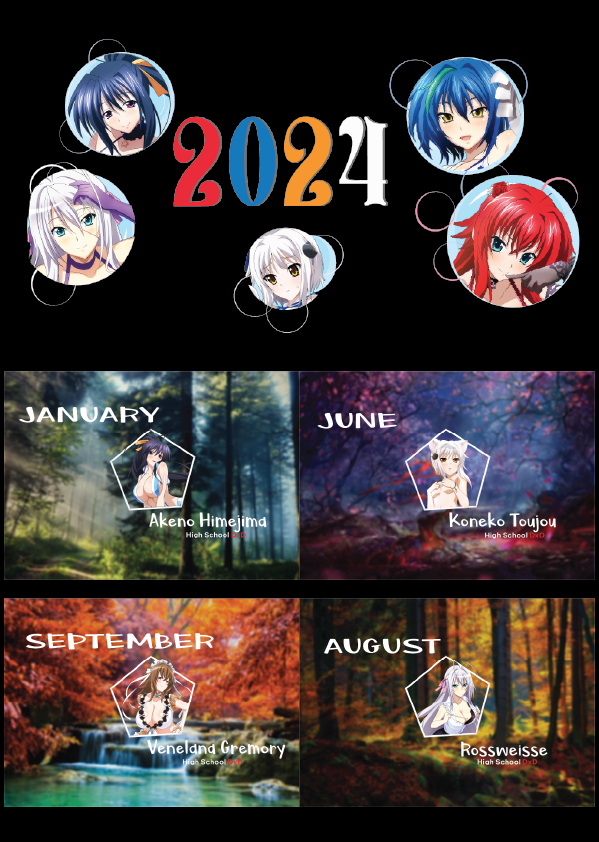 2024
JANUARY
Akeno Himejima
High School DxD
JUNE
Koneko Toujou
High School DxD
SEPTEMBER
Venelana Gremory
High School DxD
AUGUST
Rossweisse
High School DxD